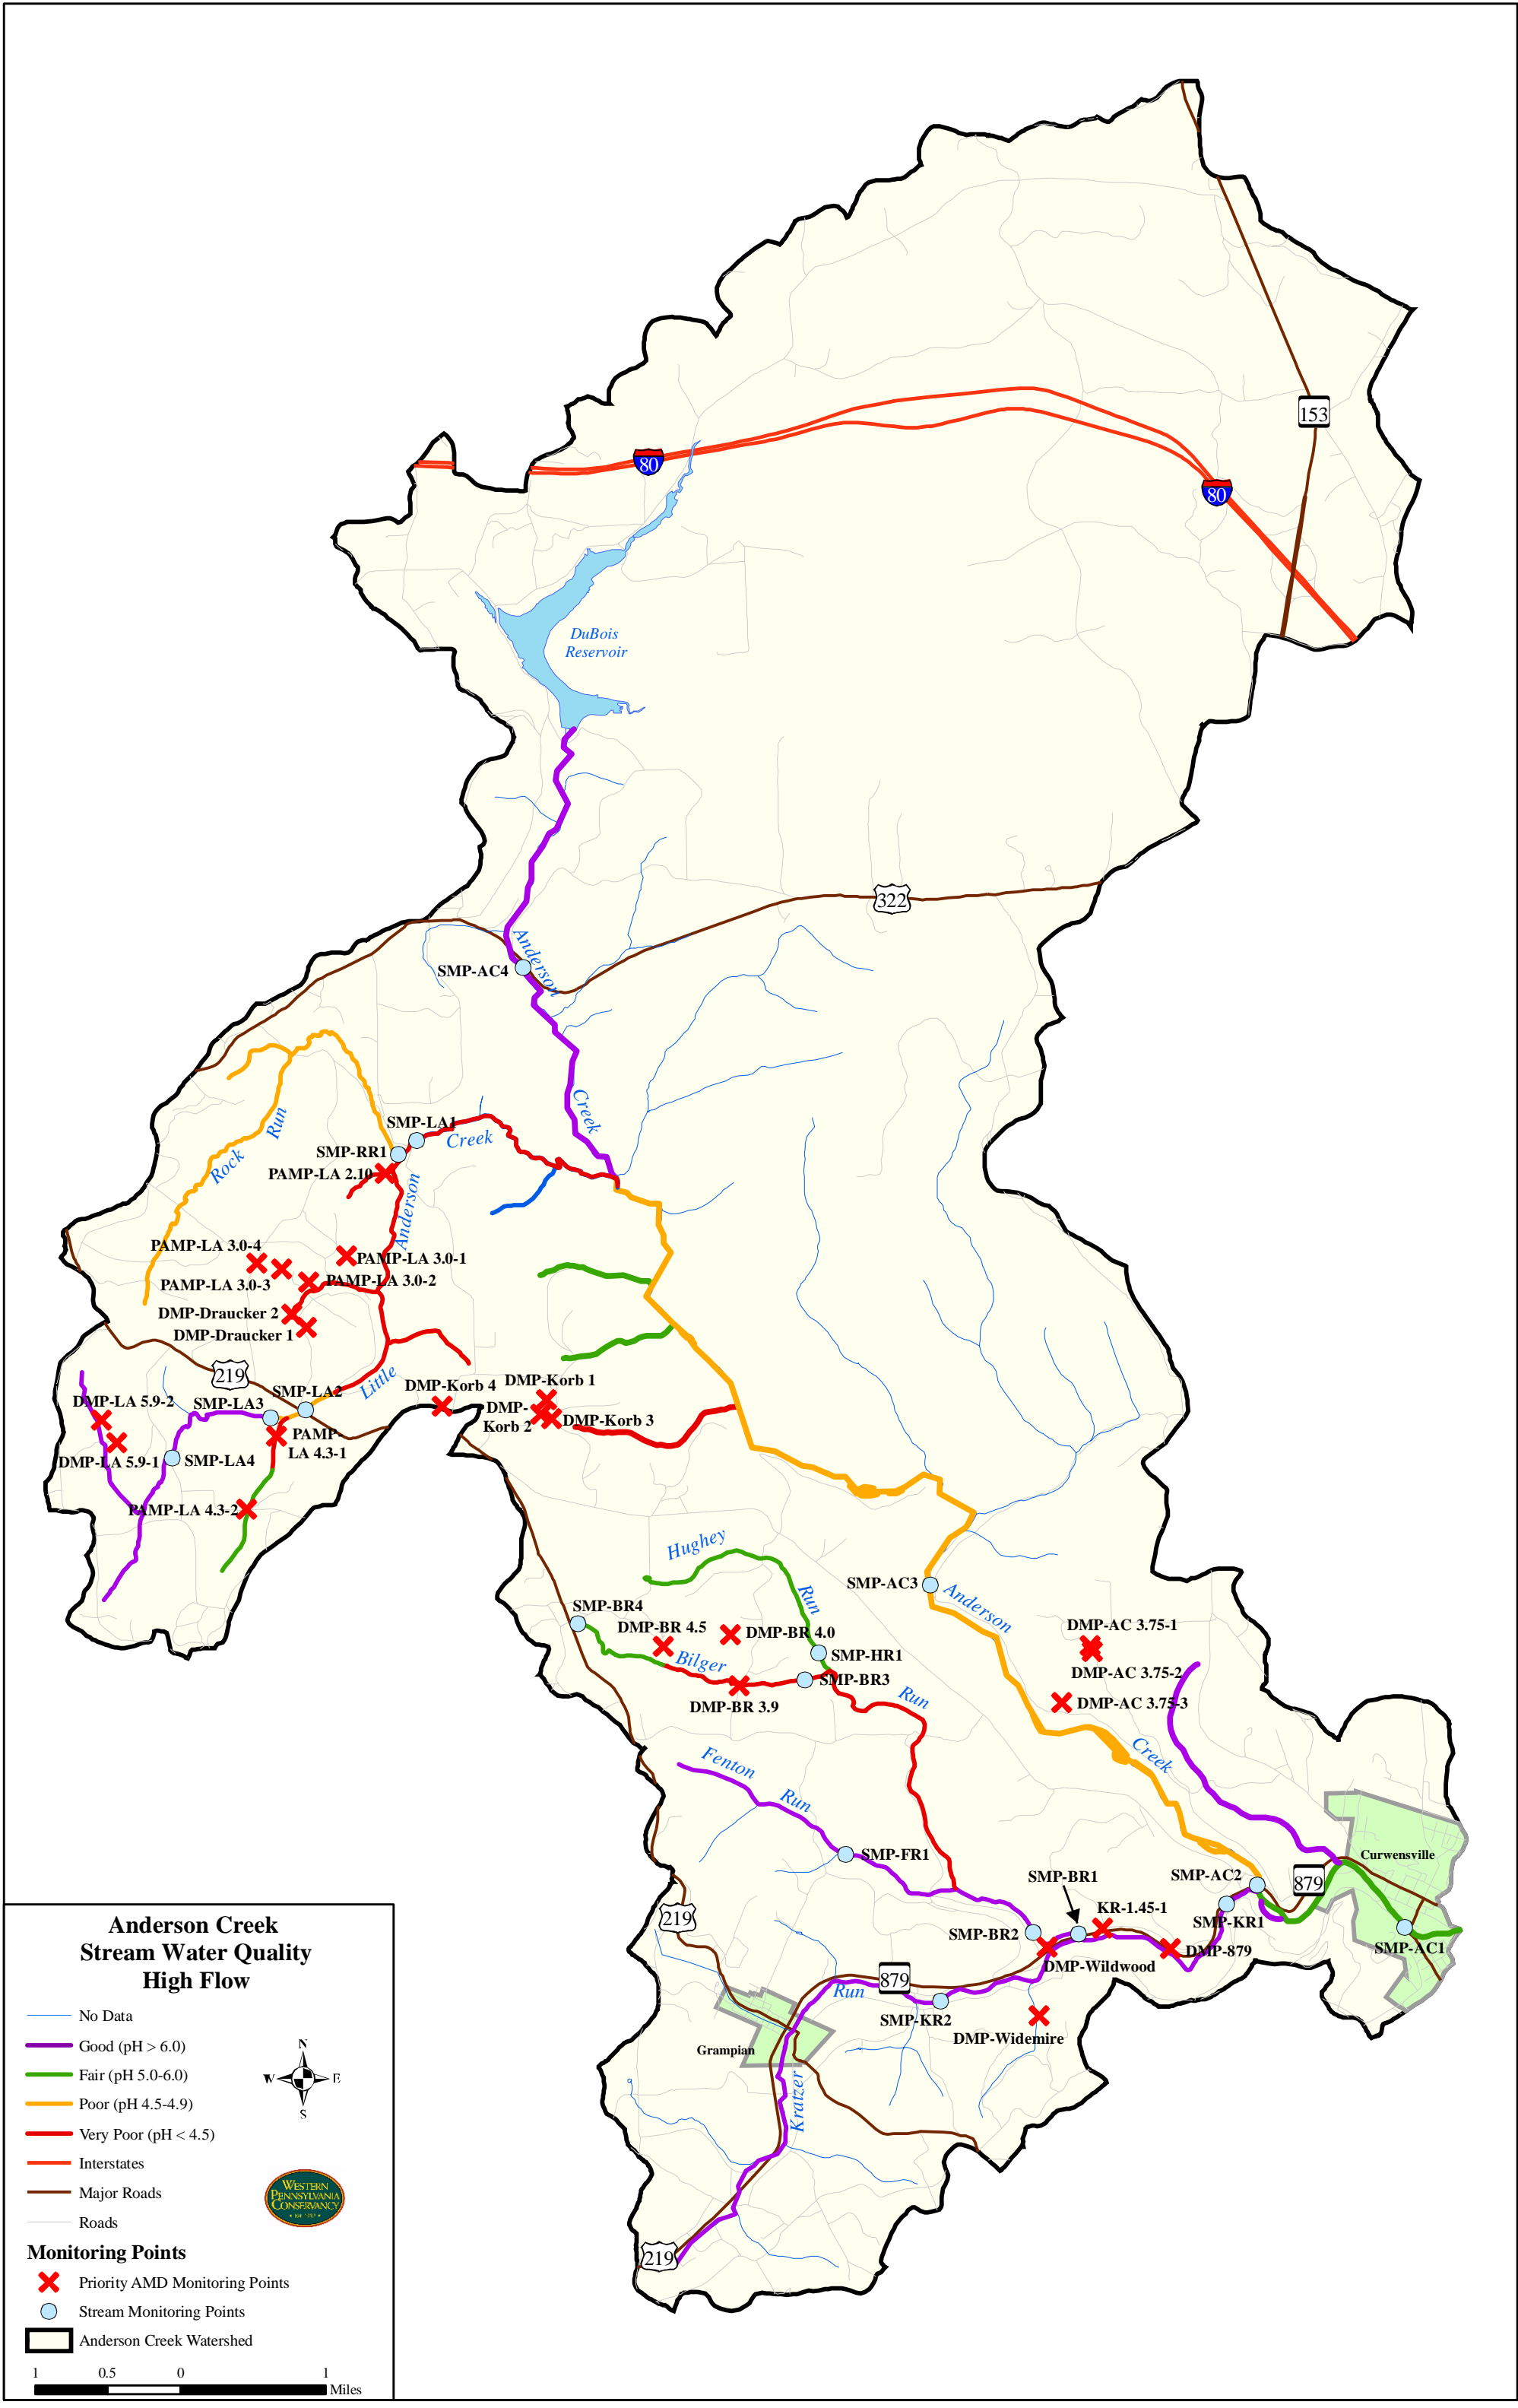 153
80
80
DuBois
Reservoir
322
Anderson
SMP-AC4
Creek
SMP-LA1
Creek
SMP-RR1
Run
Rock
PAMP-LA 2.10
Anderson
PAMP-LA 3.0-4
PAMP-LA 3.0-1
PAMP-LA 3.0-3
PAMP-LA 3.0-2
DMP-Draucker 2
DMP-Draucker 1
219
Little
SMP-LA2
DMP-LA 5.9-2
SMP-LA3
DMP-Korb 4
DMP-Korb 1
DMP-
Korb 2
DMP-Korb 3
PAMP-
LA 4.3-1
DMP-LA 5.9-1
SMP-LA4
PAMP-LA 4.3-2
Hughey
Run
SMP-AC3
Anderson
SMP-BR4
DMP-BR 4.5
DMP-BR 4.0
DMP-AC 3.75-1
SMP-HR1
Bilger
DMP-AC 3.75-2
SMP-BR3
DMP-BR 3.9
Run
DMP-AC 3.75-3
Creek
Fenton
Run
SMP-FR1
Curwensville
SMP-BR1
SMP-AC2
879
KR-1.45-1
SMP-KR1
219
SMP-BR2
DMP-879
SMP-AC1
DMP-Wildwood
879
Run
SMP-KR2
DMP-Widemire
Grampian
Kratzer
219
Anderson Creek
Stream Water Quality
High Flow
No Data
Good (pH > 6.0)
Fair (pH 5.0-6.0)
Poor (pH 4.5-4.9)
Very Poor (pH < 4.5)
Interstates
Major Roads
Roads
N
W E
S
WESTERN
PENNSYLVANIA
CONSERVANCY
Monitoring Points
Priority AMD Monitoring Points
Stream Monitoring Points
Anderson Creek Watershed
1 0.5 0 1
Miles